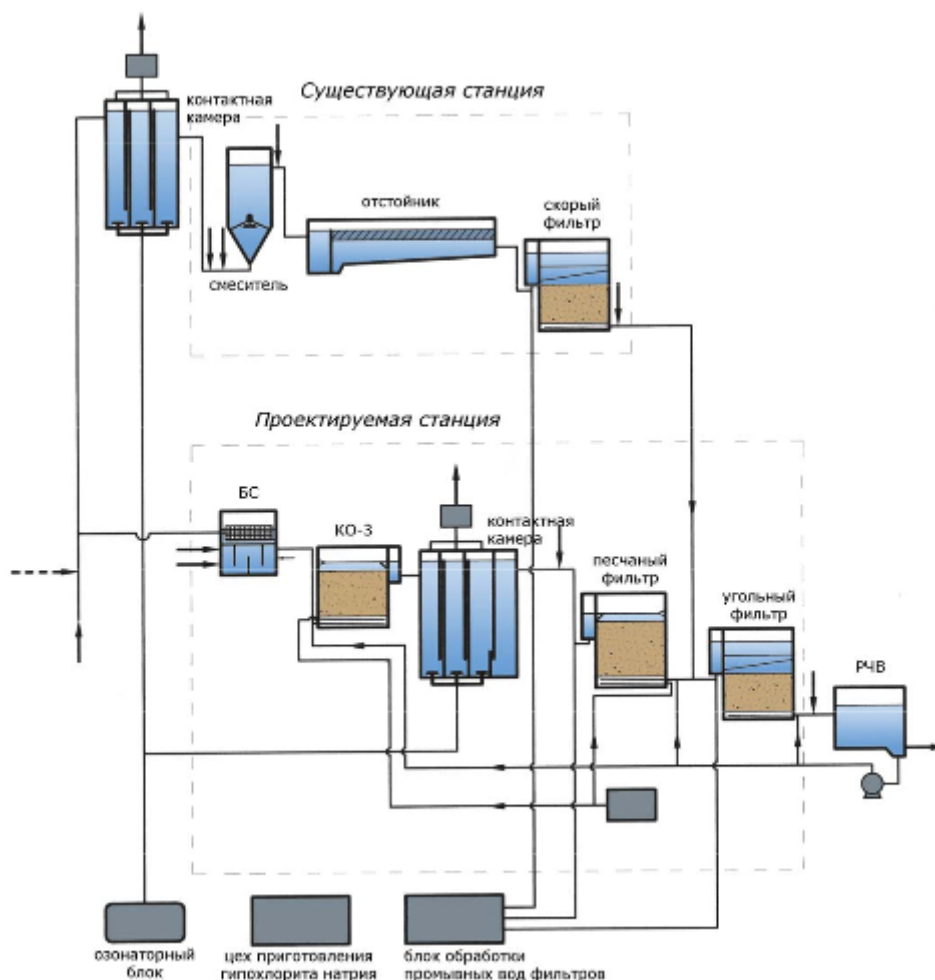 Существующая станция
контактная
камера
отстойник
скорый
фильтр
смеситель
Проектируемая станция
БС
КО-3
контактная
камера
песчаный
фильтр
угольный
фильтр
РЧВ
озонаторный
блок
цех приготовления
гипохлорита натрия
блок обработки
промывных вод фильтров